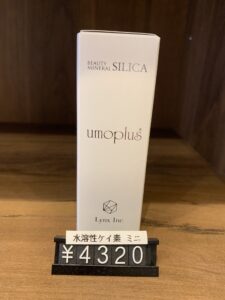 BEAUTY
MINERAL SILICA
umoplus
Lynx Inc
水溶性ケイ素 ミニ
¥4320